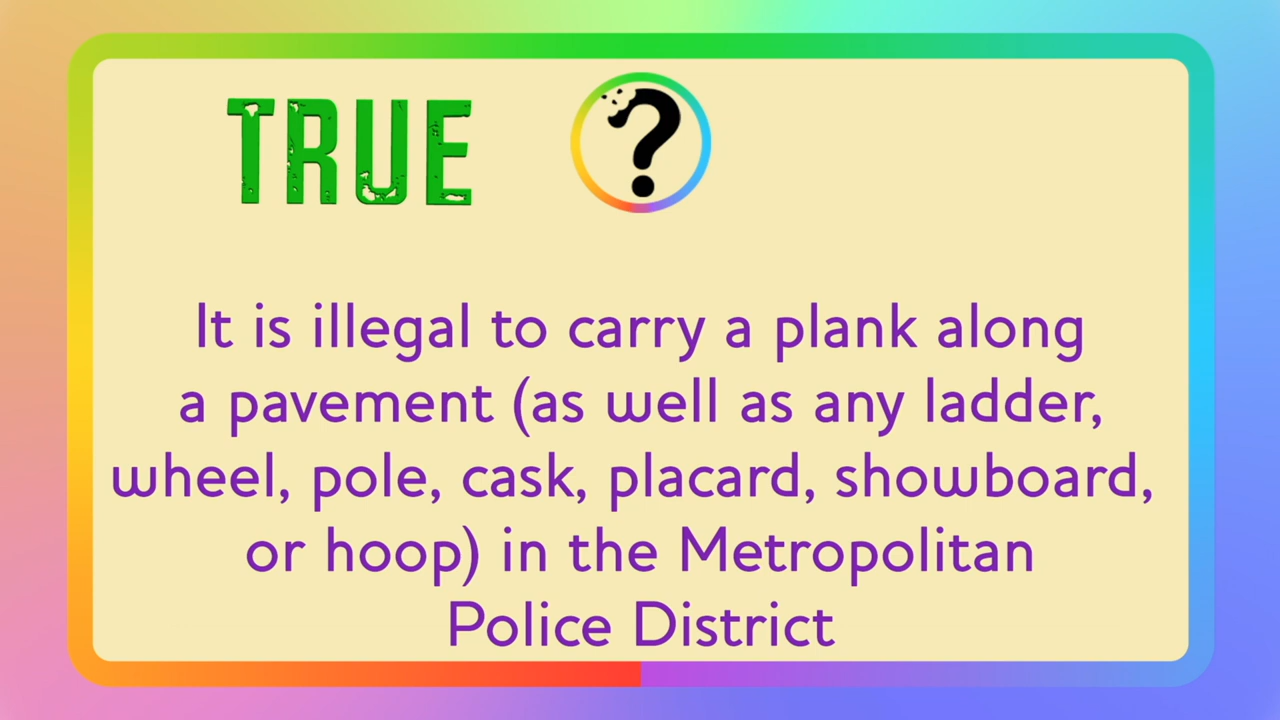 TRUE ?
It is illegal to carry a plank along
a pavement (as well as any ladder,
wheel, pole, cask, placard, showboard,
or hoop) in the Metropolitan
Police District